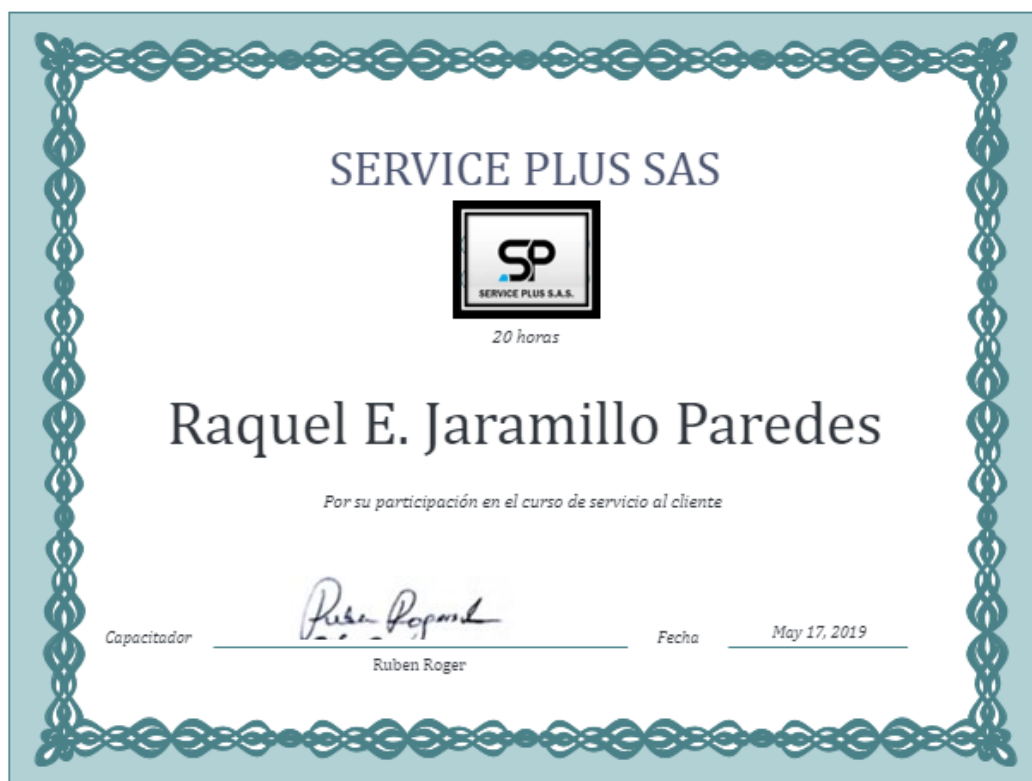 SERVICE PLUS SAS
SP
SERVICE PLUS S.A.S.
20 horas
Raquel E. Jaramillo Paredes
Por su participación en el curso de servicio al cliente
Capacitador
Ruben Roger
Fecha
May 17, 2019